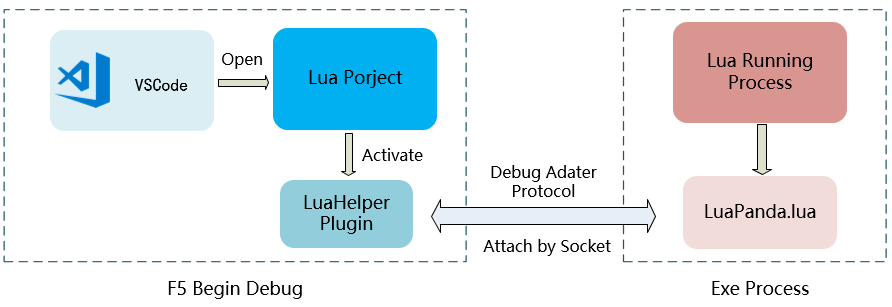 VSCode
Open
Lua Porject
Activate
LuaHelper
Plugin
Debug Adater
Protocol
Attach by Socket
Lua Running
Process
LuaPanda.lua
F5 Begin Debug
Exe Process